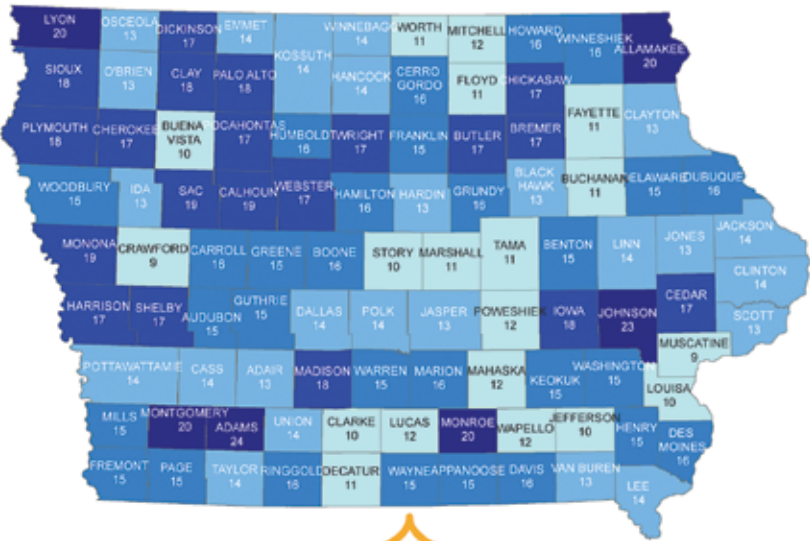 LYON
20
OSCEOLA
13
DICKINSON
17
EMMET
14
KOSSUTH
14
WINNEBAGO
14
WORTH
11
MITCHELL
12
HOWARD
16
WINNESHIEK
16
ALLAMAKEE
20
SIOUX
18
O'BRIEN
13
CLAY
18
PALO ALTO
18
HANCOCK
14
CERRO
GORDO
16
FLOYD
11
CHICKASAW
17
FAYETTE
11
CLAYTON
13
PLYMOUTH
18
CHEROKEE
17
BUENA
VISTA
10
POCAHONTAS
17
HUMBOLDT
16
WRIGHT
17
FRANKLIN
15
BUTLER
17
BREMER
17
WOODBURY
IDA
13
SAC
19
CALHOUN
19
WEBSTER
17
HAMILTON
16
HARDIN
13
GRUNDY
16
BLACK
HAWK
13
BUCHANAN
11
DELAWARE
15
DUBUQUE
16
MONONA
19
CRAWFORD
9
CARROLL
GREENE
15
BOONE
16
STORY
10
MARSHALL
11
TAMA
11
BENTON
15
LINN
14
JONES
13
JACKSON
14
CLINTON
14
HARRISON
17
SHELBY
17
AUDUBON
15
GUTHRIE
15
DALLAS
14
POLK
14
JASPER
13
POWESHIEK
12
IOWA
18
JOHNSON
23
CEDAR
17
SCOTT
13
MUSCATINE
9
POTTAWATTAMIE
14
CASS
14
ADAIR
13
MADISON
18
WARREN
15
MARION
16
MAHASKA
12
KEOKUK
15
WASHINGTON
15
LOUISA
10
MILLS
15
MONTGOMERY
20
ADAMS
24
UNION
14
CLARKE
10
LUCAS
12
MONROE
20
WAPELLO
12
JEFFERSON
10
HENRY
15
DES
MOINES
16
FREMONT
15
PAGE
15
TAYLOR
14
RINGGOLD
16
DECATUR
11
WAYNE
15
APPANOOSE
15
DAVIS
16
VAN BUREN
13
LEE
14